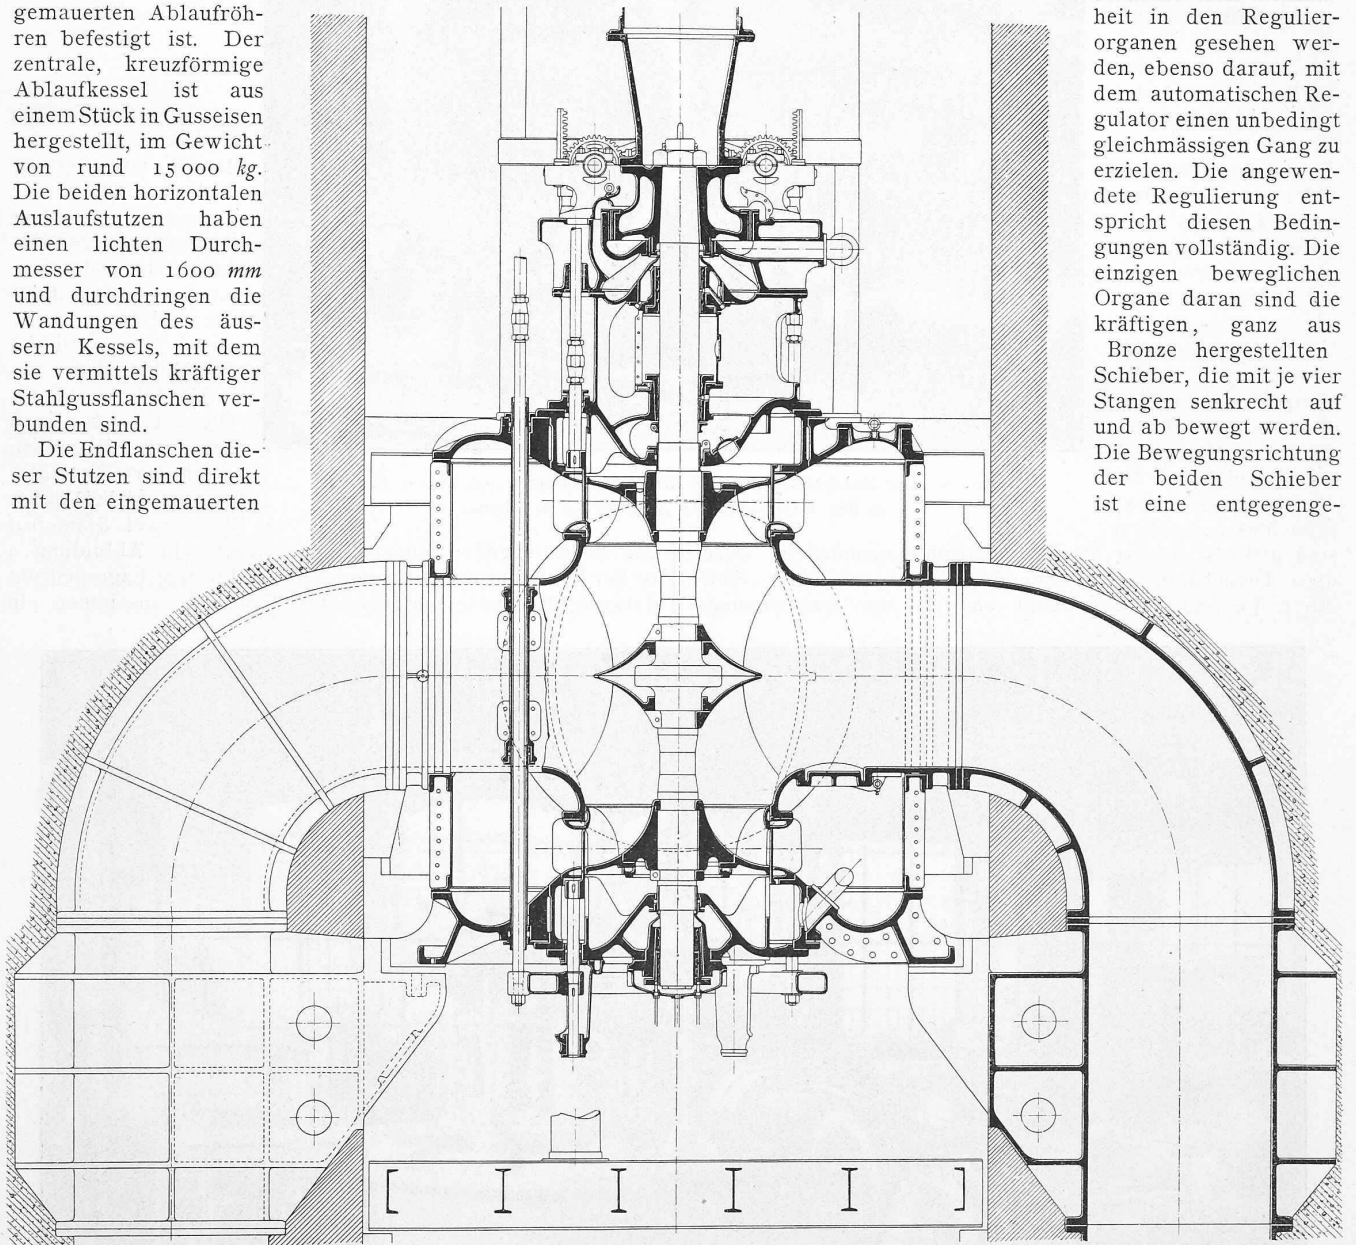 gemauerten Ablaufröh-
ren befestigt ist. Der
zentrale, kreuzförmige
Ablaufkessel ist aus
einem Stück in Gusseisen
hergestellt, im Gewicht
von rund 15 000 kg.
Die beiden horizontalen
Auslaufstutzen haben
einen lichten Durch-
messer von 1600 mm
und durchdringen die
Wandungen des äus-
sern Kessels, mit dem
sie vermittels kräftiger
Stahlgussflanschen ver-
bunden sind.
Die Endflanschen die-
ser Stutzen sind direkt
mit den eingemauerten
heit in den Regulier-
organen gesehen wer-
den, ebenso darauf, mit
dem automatischen Re-
gulator einen unbedingt
gleichmässigen Gang zu
erzielen. Die angewen-
dete Regulierung ent-
spricht diesen Bedin-
gungen vollständig. Die
einzigen beweglichen
Organe daran sind die
kräftigen, ganz aus
Bronze hergestellten
Schieber, die mit je vier
Stangen senkrecht auf
und ab bewegt werden.
Die Bewegungsrichtung
der beiden Schieber
ist eine entgegenge-